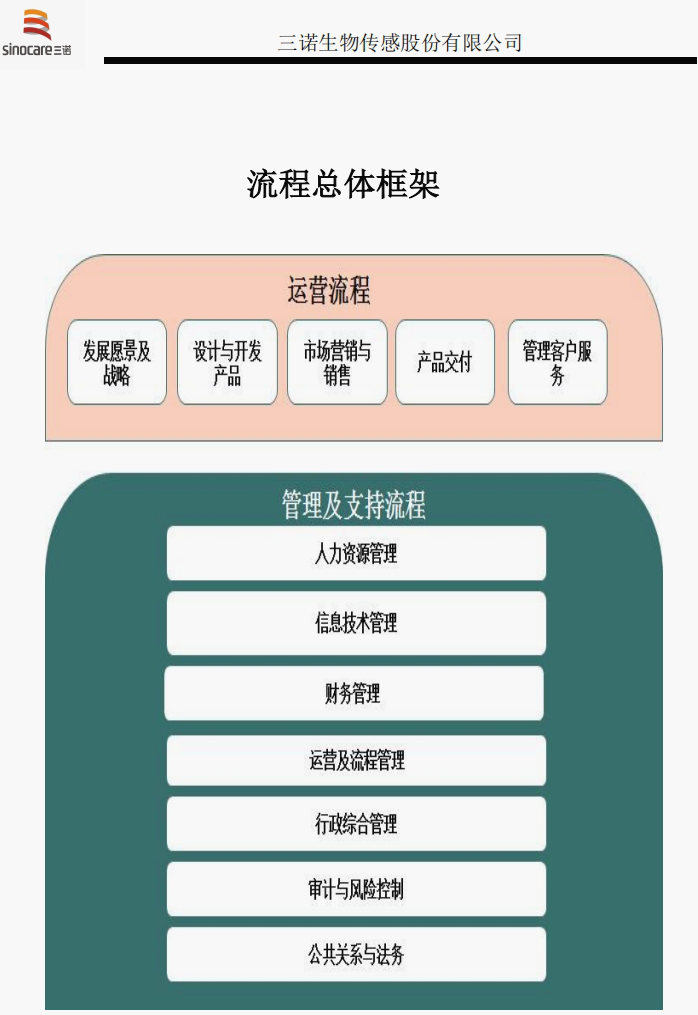 sinocare三诺
三诺生物传感股份有限公司
流程总体框架
运营流程
发展愿景及
战略
设计与开发
产品
市场营销与
销售
产品交付
管理客户服
务
管理及支持流程
人力资源管理
信息技术管理
财务管理
运营及流程管理
行政综合管理
审计与风险控制
公共关系与法务